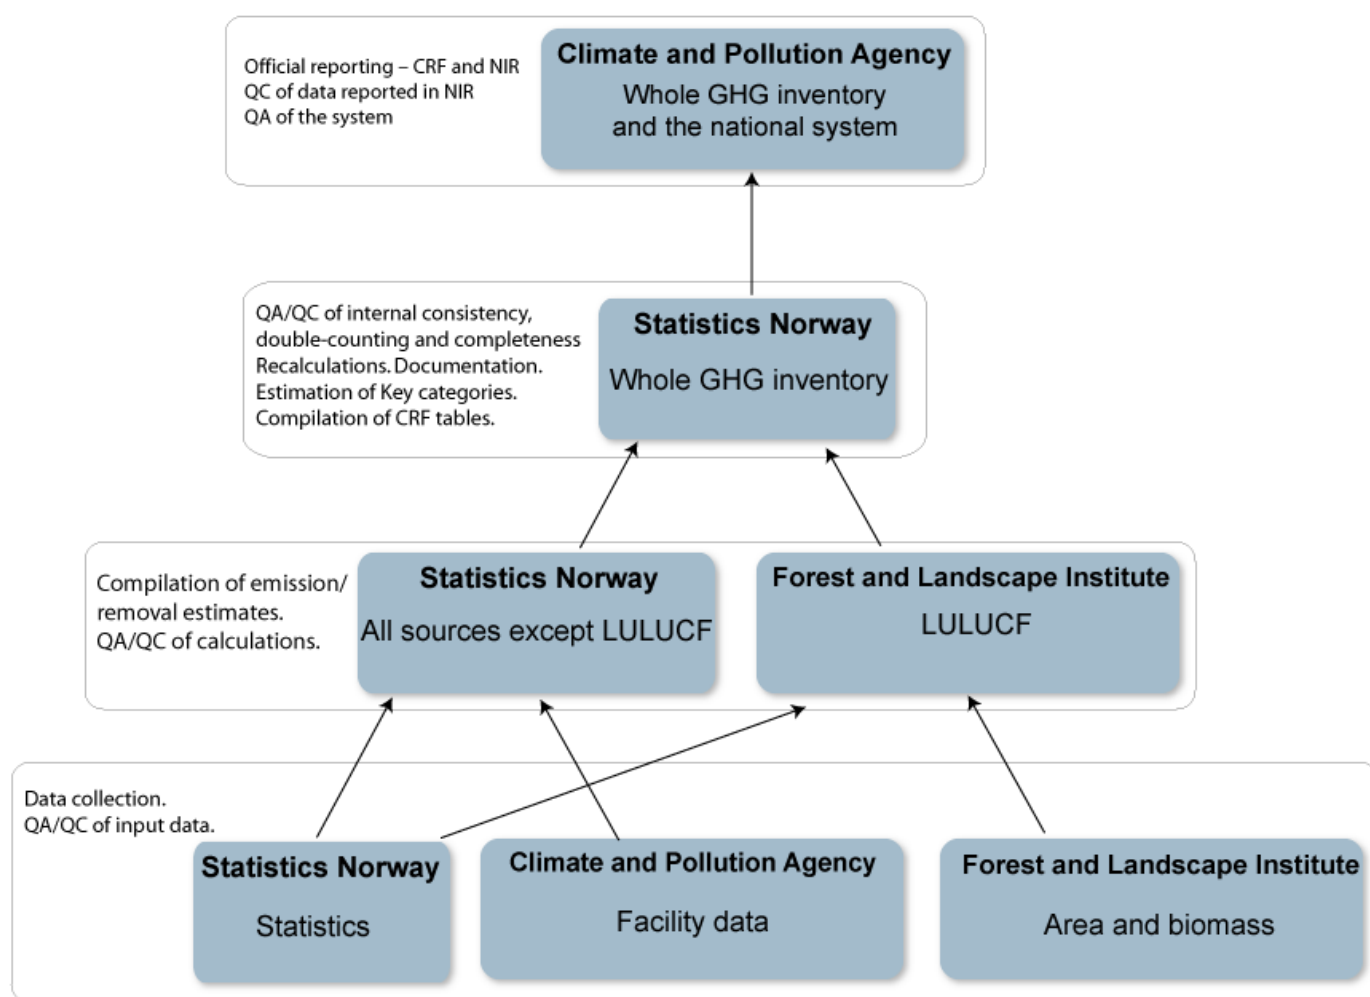 Official reporting – CRF and NIR
QC of data reported in NIR
QA of the system
Climate and Pollution Agency
Whole GHG inventory
and the national system
QA/QC of internal consistency,
double-counting and completeness
Recalculations. Documentation.
Estimation of Key categories.
Compilation of CRF tables.
Statistics Norway
Whole GHG inventory
Compilation of emission/
removal estimates.
QA/QC of calculations.
Statistics Norway
All sources except LULUCF
Forest and Landscape Institute
LULUCF
Data collection.
QA/QC of input data.
Statistics Norway
Statistics
Climate and Pollution Agency
Facility data
Forest and Landscape Institute
Area and biomass